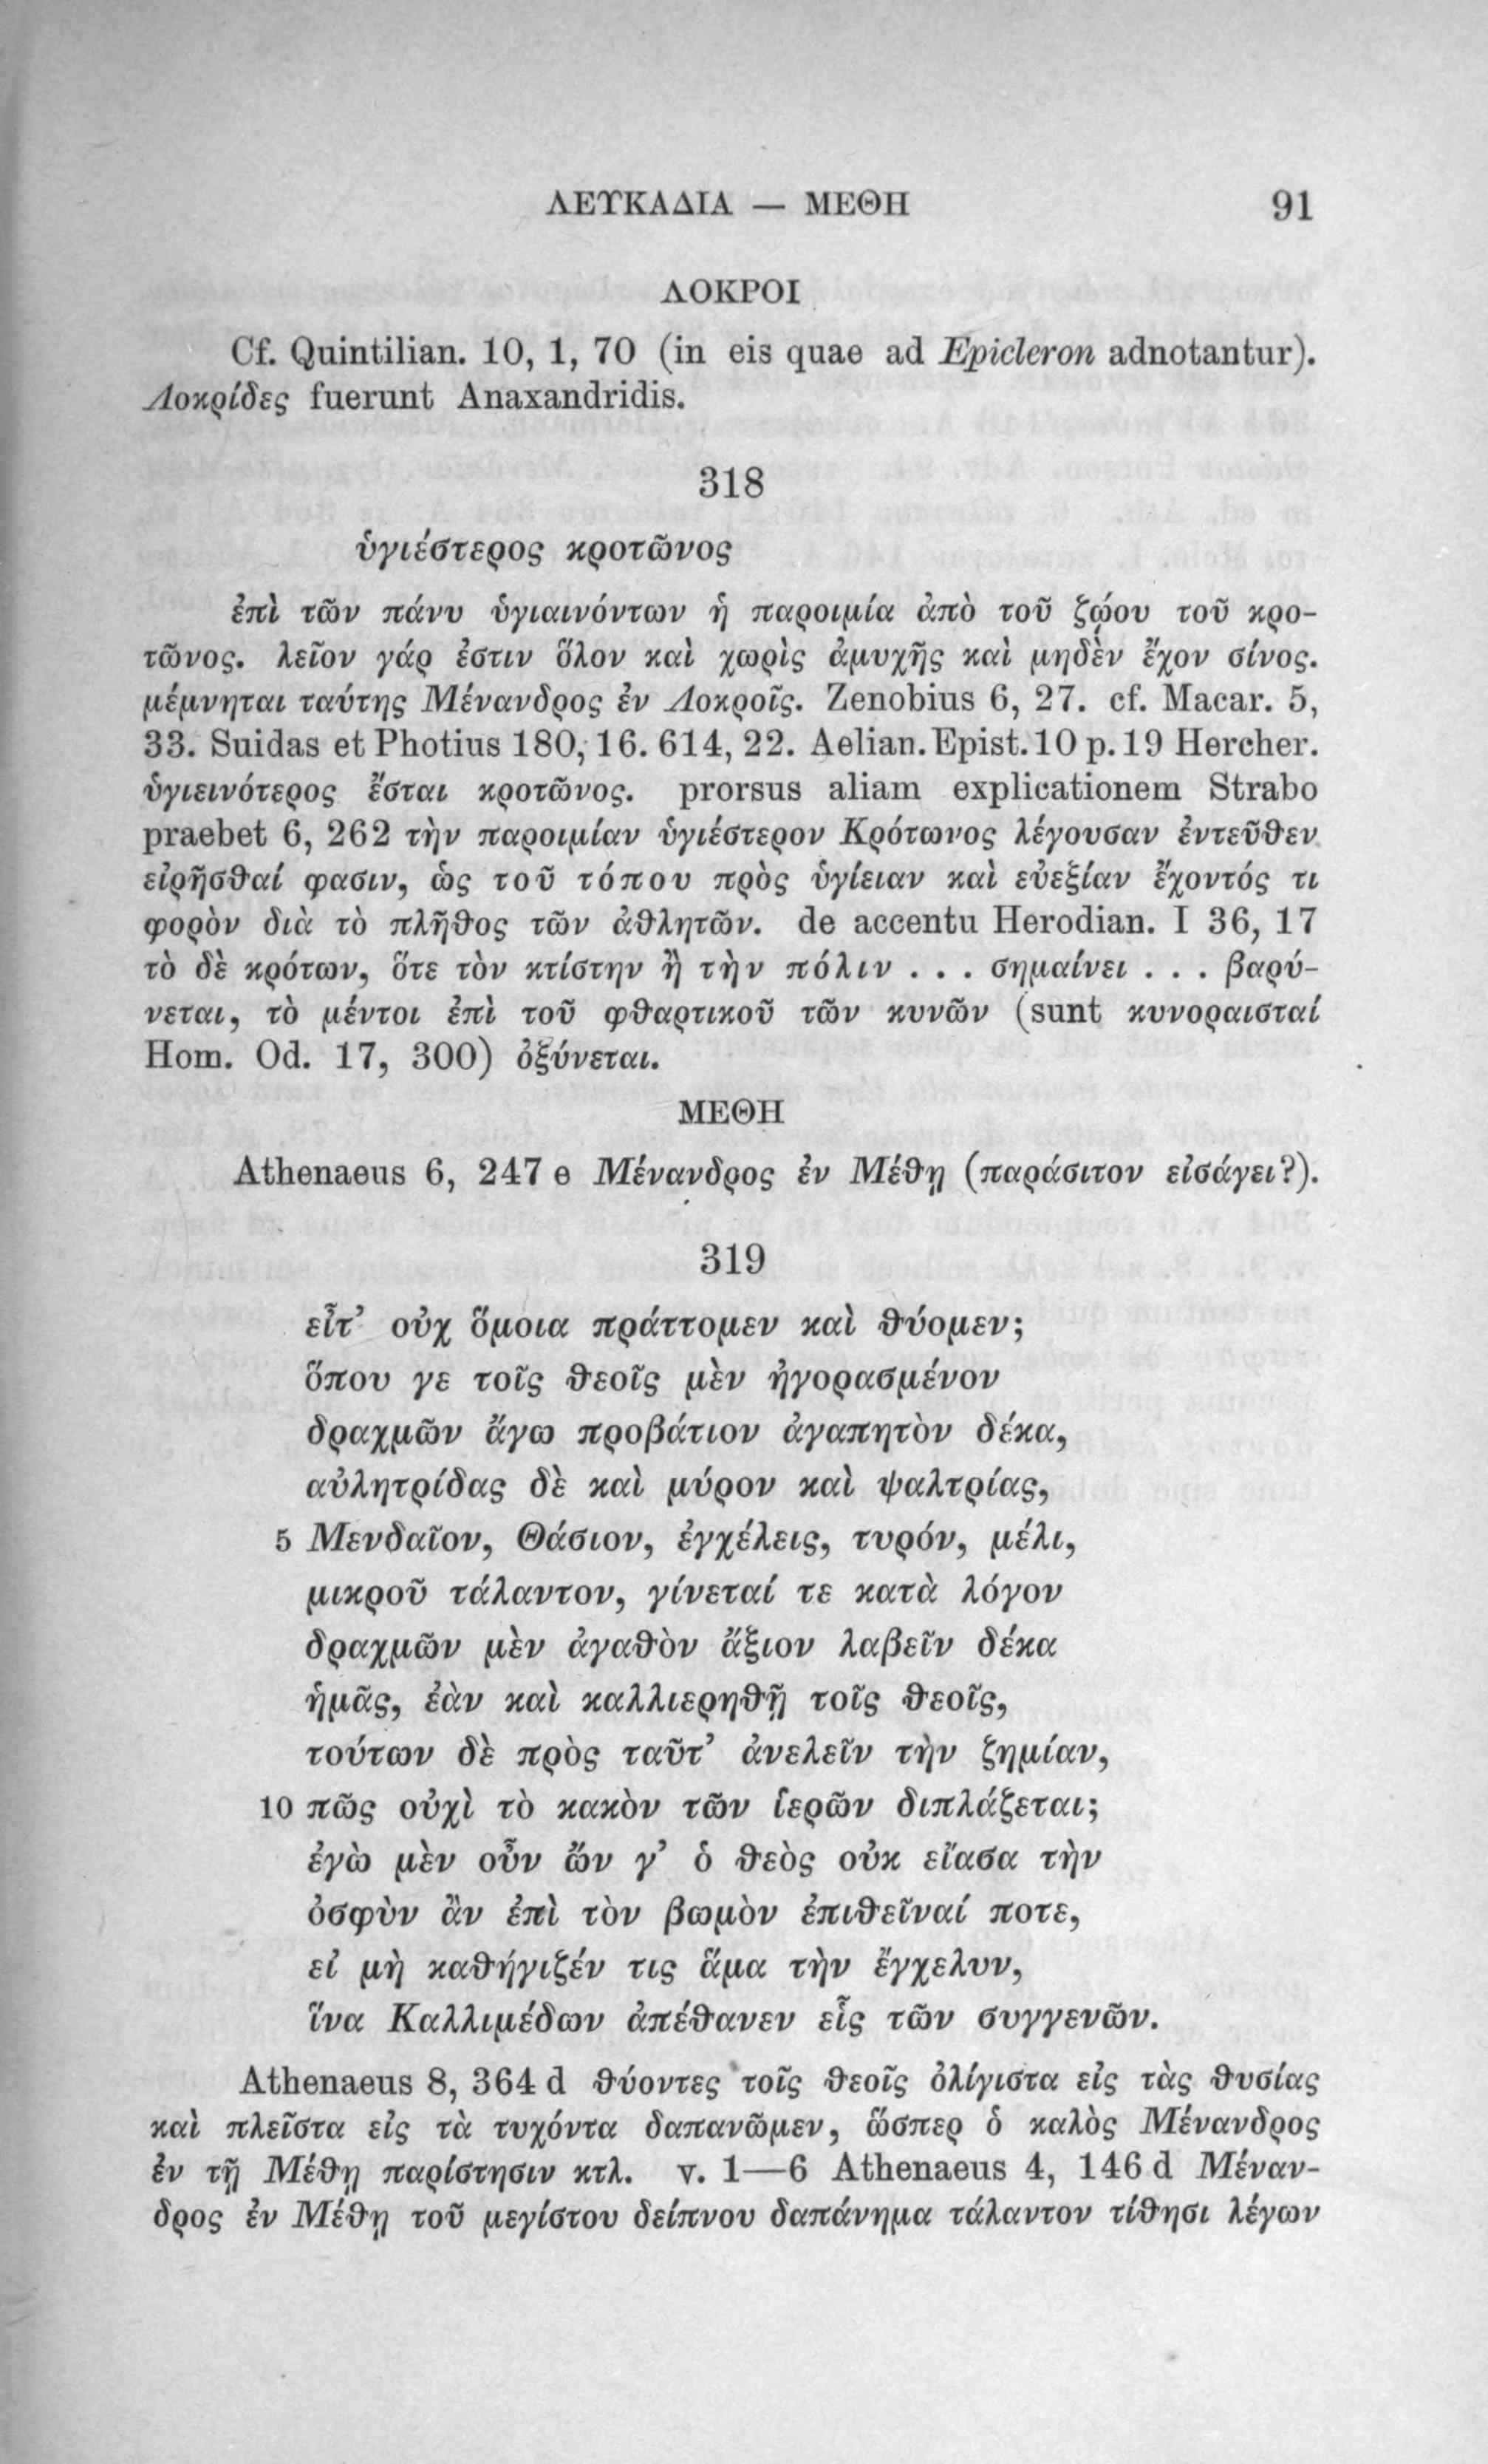 ΛΕΥΚΑΔΙΑ — ΜΕΘΗ 91
ΛΟΚΡΟΙ
Cf. Quintilian. 10, 1, 70 (in eis quae ad Epicleron adnotantur).
Λοκρίδες fuerunt Anaxandridis.
318
ὑγιέστερος κροτῶνος
ἐπὶ τῶν πάνυ ὑγιαινόντων ἡ παροιμία ἀπὸ τοῦ ζῴου τοῦ κρο-
τῶνος. λεῖον γάρ ἐστιν ὅλον καὶ χωρὶς ἀμυχῆς καὶ μηδὲν ἔχον σίνος.
μέμνηται ταύτης Μένανδρος ἐν Λοκροῖς. Zenobius 6, 27. cf. Macar. 5,
33. Suidas et Photius 180, 16. 614, 22. Aelian. Epist. 10 p. 19 Hercher.
ὑγιεινότερος ἔσται κροτῶνος. prorsus aliam explicationem Strabo
praebet 6, 262 τὴν παροιμίαν ὑγιέστερον Κρότωνος λέγουσαν ἐντεῦθεν
εἰρῆσθαί φασιν, ὡς τοῦ τόπου πρὸς ὑγίειαν καὶ εὐεξίαν ἔχοντός τι
φορὸν διὰ τὸ πλῆθος τῶν ἀθλητῶν. de accentu Herodian. I 36, 17
τὸ δὲ κρότων, ὅτε τὸν κτίστην ἢ τὴν πόλιν . . . σημαίνει . . . βαρύ-
νεται, τὸ μέντοι ἐπὶ τοῦ φθαρτικοῦ τῶν κυνῶν (sunt κυνοραισταί
Hom. Od. 17, 300) ὀξύνεται.
ΜΕΘΗ
Athenaeus 6, 247 e Μένανδρος ἐν Μέθῃ (παράσιτον εἰσάγει?).
319
εἶτ’ οὐχ ὅμοια πράττομεν καὶ θύομεν;
ὅπου γε τοῖς θεοῖς μὲν ἠγορασμένον
δραχμῶν ἄγω προβάτιον ἀγαπητὸν δέκα,
αὐλητρίδας δὲ καὶ μύρον καὶ ψαλτρίας,
5 Μενδαῖον, Θάσιον, ἐγχέλεις, τυρόν, μέλι,
μικροῦ τάλαντον, γίνεταί τε κατὰ λόγον
δραχμῶν μὲν ἀγαθὸν ἄξιον λαβεῖν δέκα
ἡμᾶς, ἐὰν καὶ καλλιερηθῇ τοῖς θεοῖς,
τούτων δὲ πρὸς ταῦτ’ ἀνελεῖν τὴν ζημίαν,
10 πῶς οὐχὶ τὸ κακὸν τῶν ἱερῶν διπλάζεται;
ἐγὼ μὲν οὖν ὤν γ’ ὁ θεὸς οὐκ εἴασα τὴν
ὀσφὺν ἂν ἐπὶ τὸν βωμὸν ἐπιθεῖναί ποτε,
εἰ μὴ καθήγιζέν τις ἅμα τὴν ἔγχελυν,
ἵνα Καλλιμέδων ἀπέθανεν εἷς τῶν συγγενῶν.
Athenaeus 8, 364 d θύοντες τοῖς θεοῖς ὀλίγιστα εἰς τὰς θυσίας
καὶ πλεῖστα εἰς τὰ τυχόντα δαπανῶμεν, ὥσπερ ὁ καλὸς Μένανδρος
ἐν τῇ Μέθῃ παρίστησιν κτλ. v. 1—6 Athenaeus 4, 146 d Μέναν-
δρος ἐν Μέθῃ τοῦ μεγίστου δείπνου δαπάνημα τάλαντον τίθησι λέγων